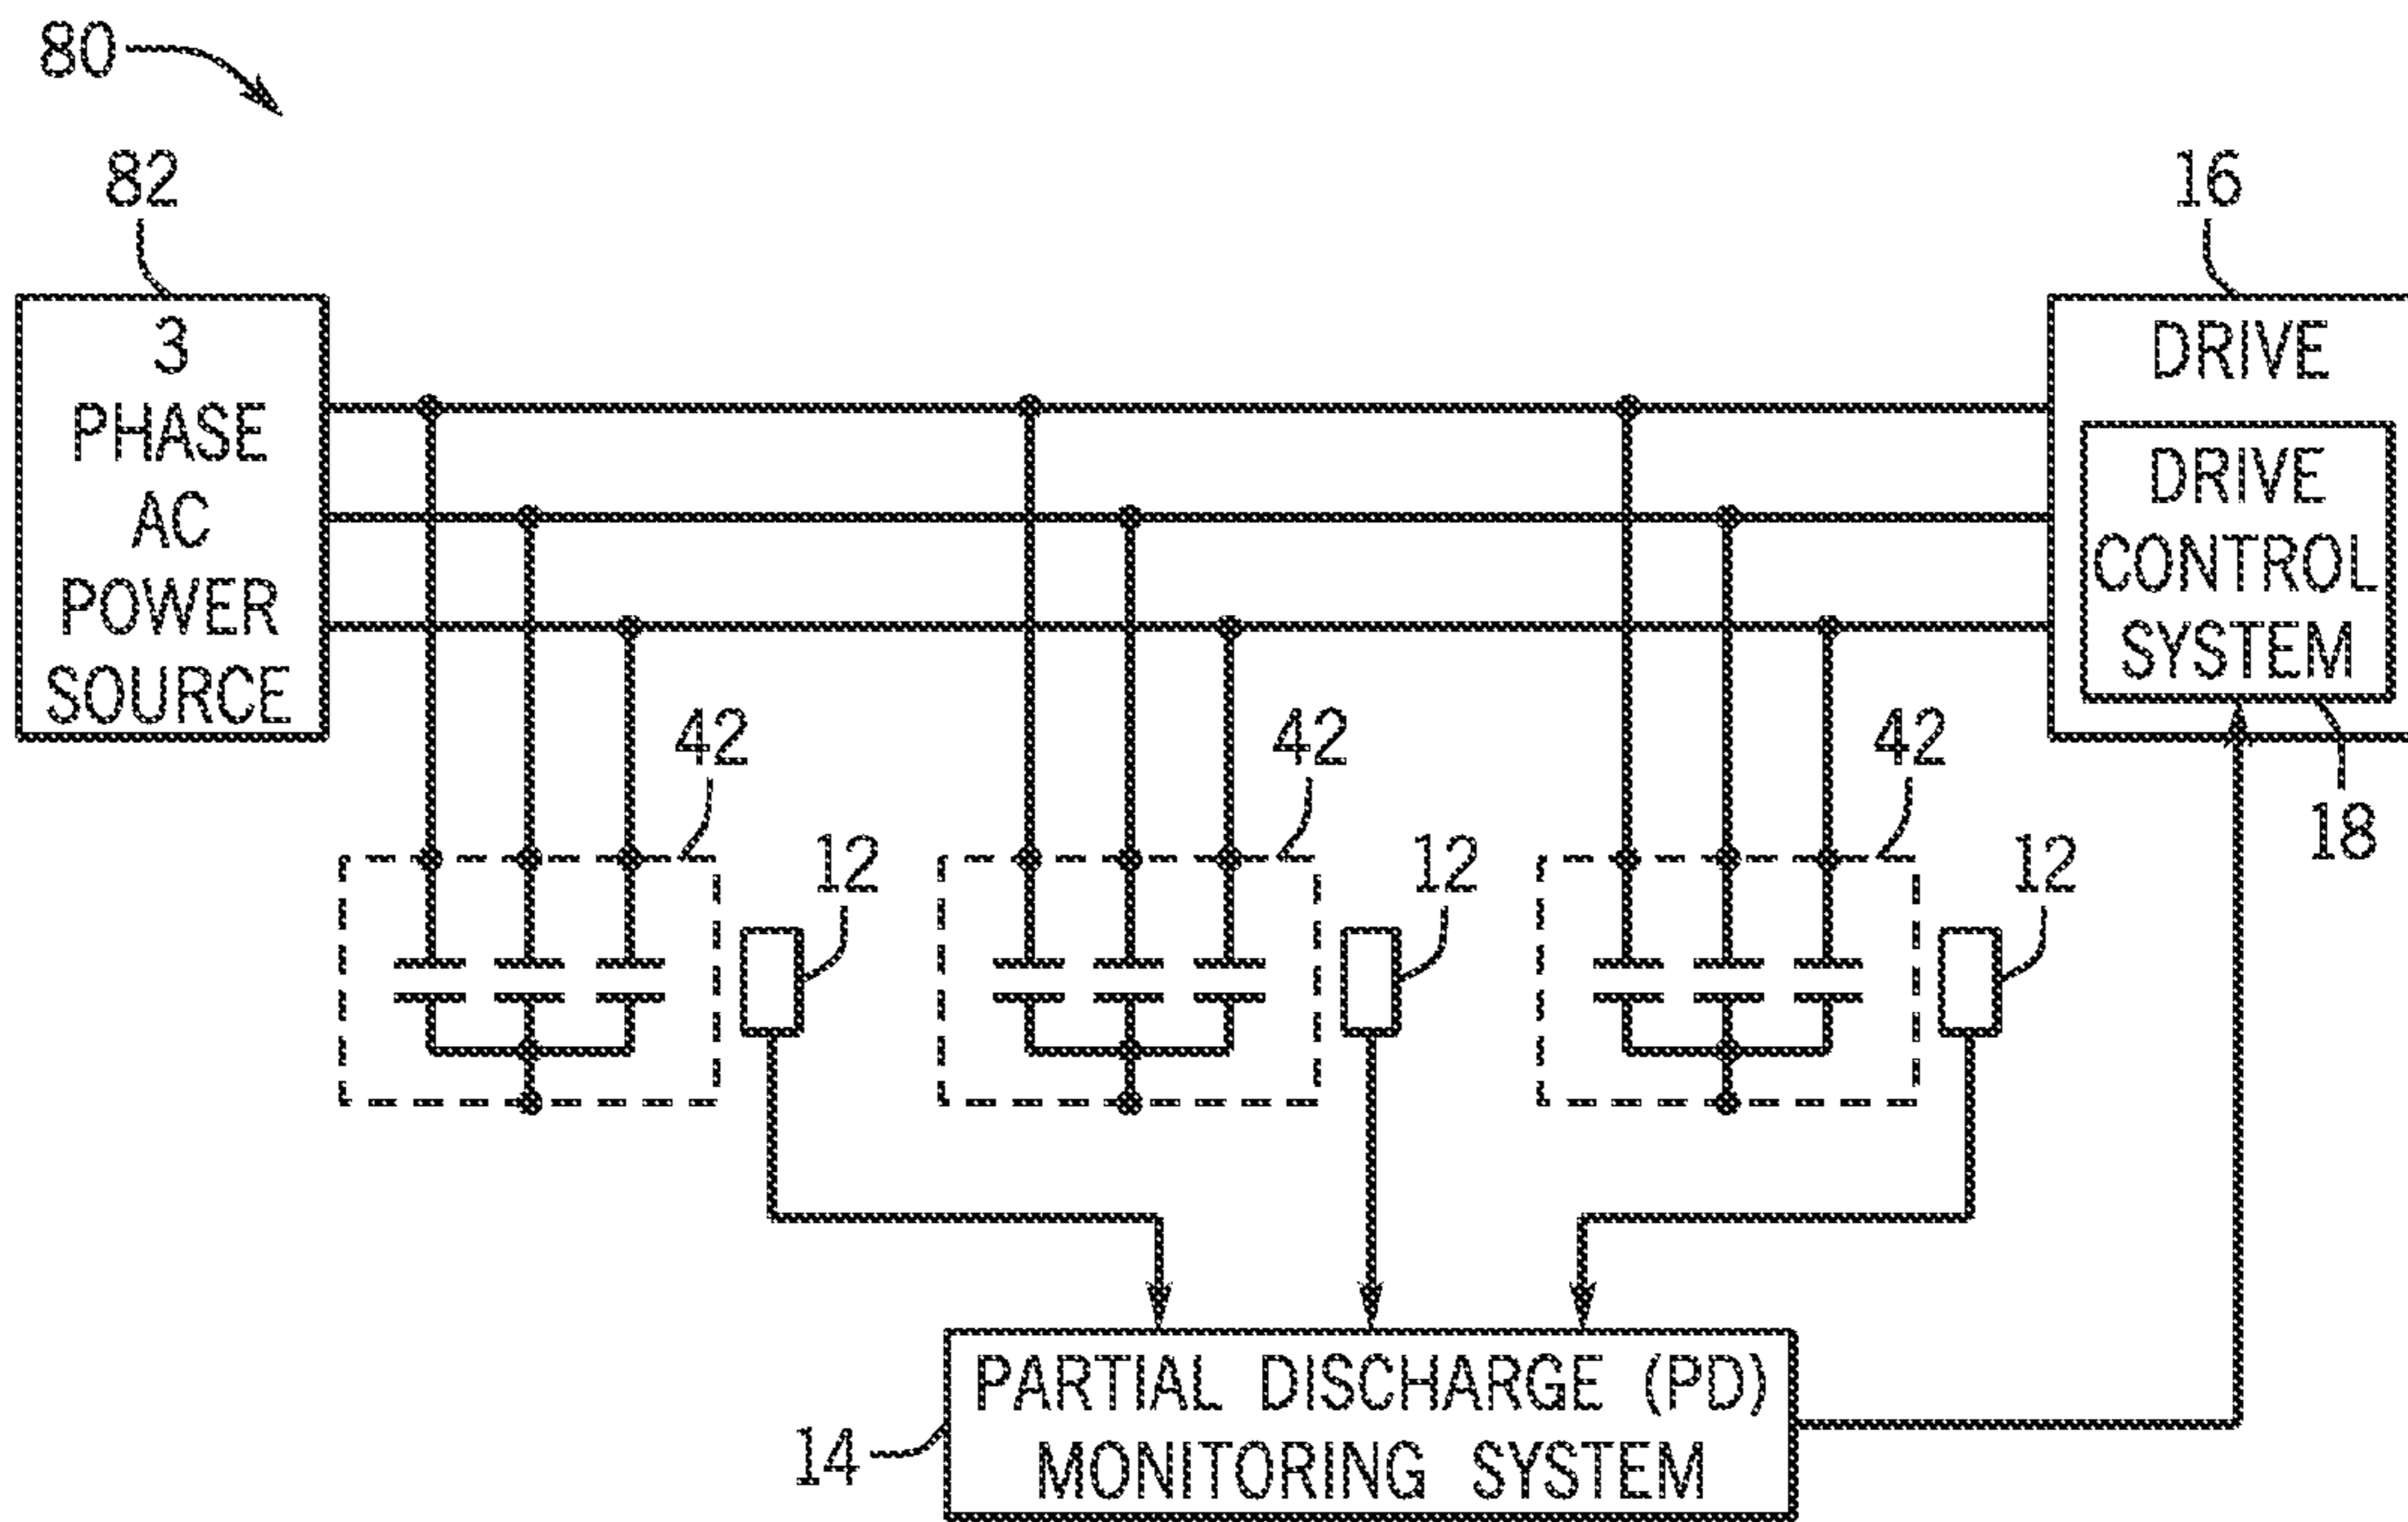 80
82
16
3
PHASE
AC
POWER
SOURCE
DRIVE
DRIVE
CONTROL
SYSTEM
42
42
42
18
12
12
12
PARTIAL DISCHARGE (PD)
MONITORING SYSTEM
14